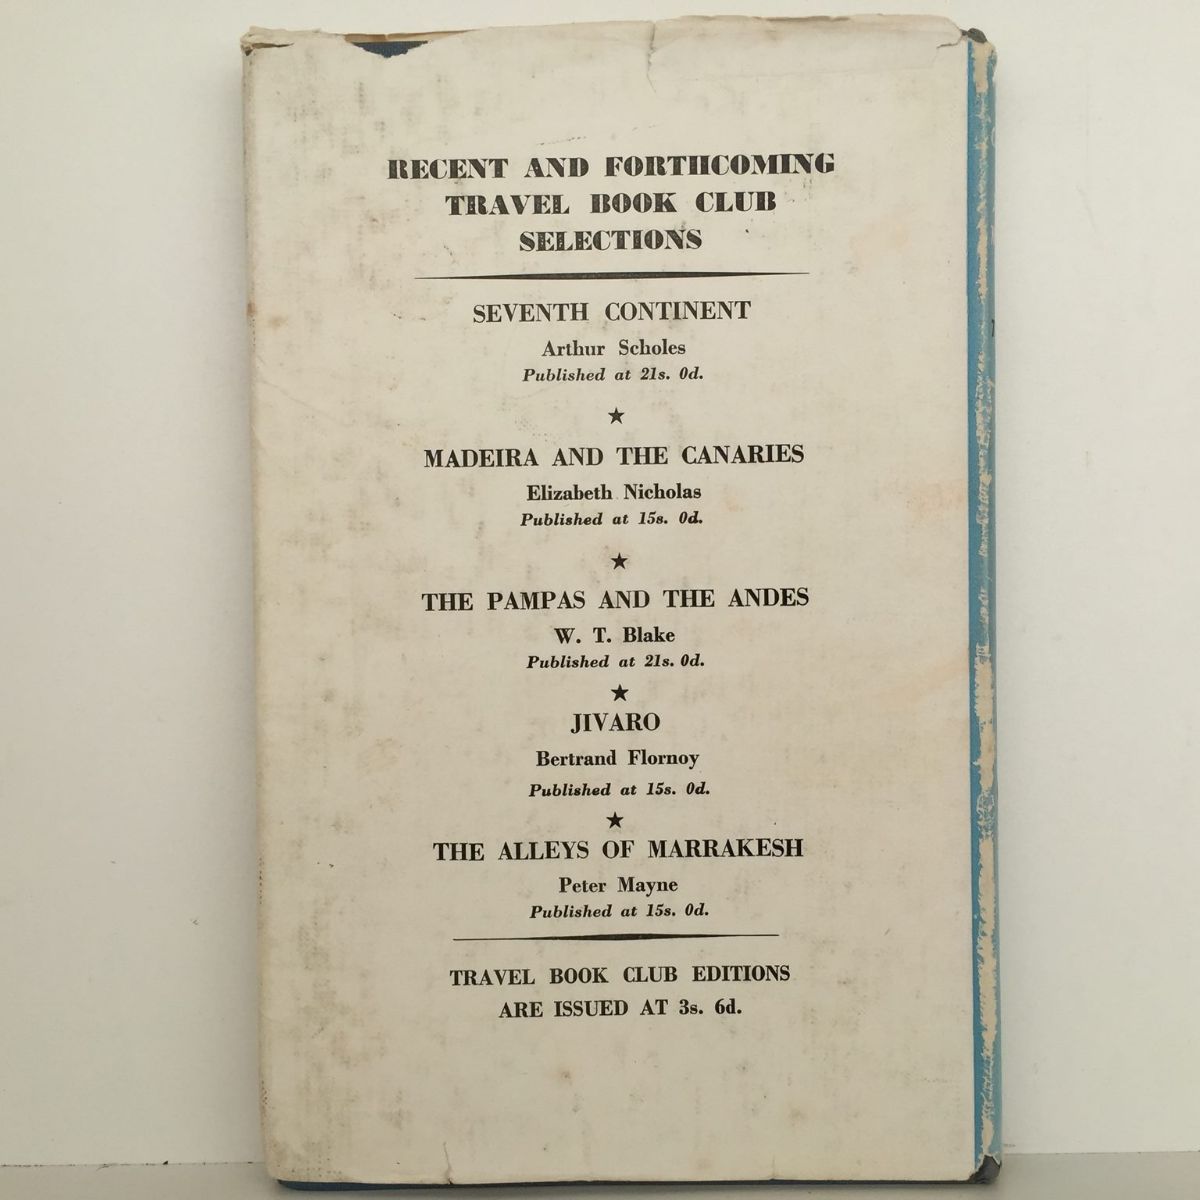 RECENT AND FORTHCOMING
TRAVEL BOOK CLUB
SELECTIONS
SEVENTH CONTINENT
Arthur Scholes
Published at 21s. 0d.
★
MADEIRA AND THE CANARIES
Elizabeth Nicholas
Published at 15s. 0d.
★
THE PAMPAS AND THE ANDES
W. T. Blake
Published at 21s. 0d.
★
JIVARO
Bertrand Flornoy
Published at 15s. 0d.
★
THE ALLEYS OF MARRAKESH
Peter Mayne
Published at 15s. 0d.
TRAVEL BOOK CLUB EDITIONS
ARE ISSUED AT 3s. 6d.